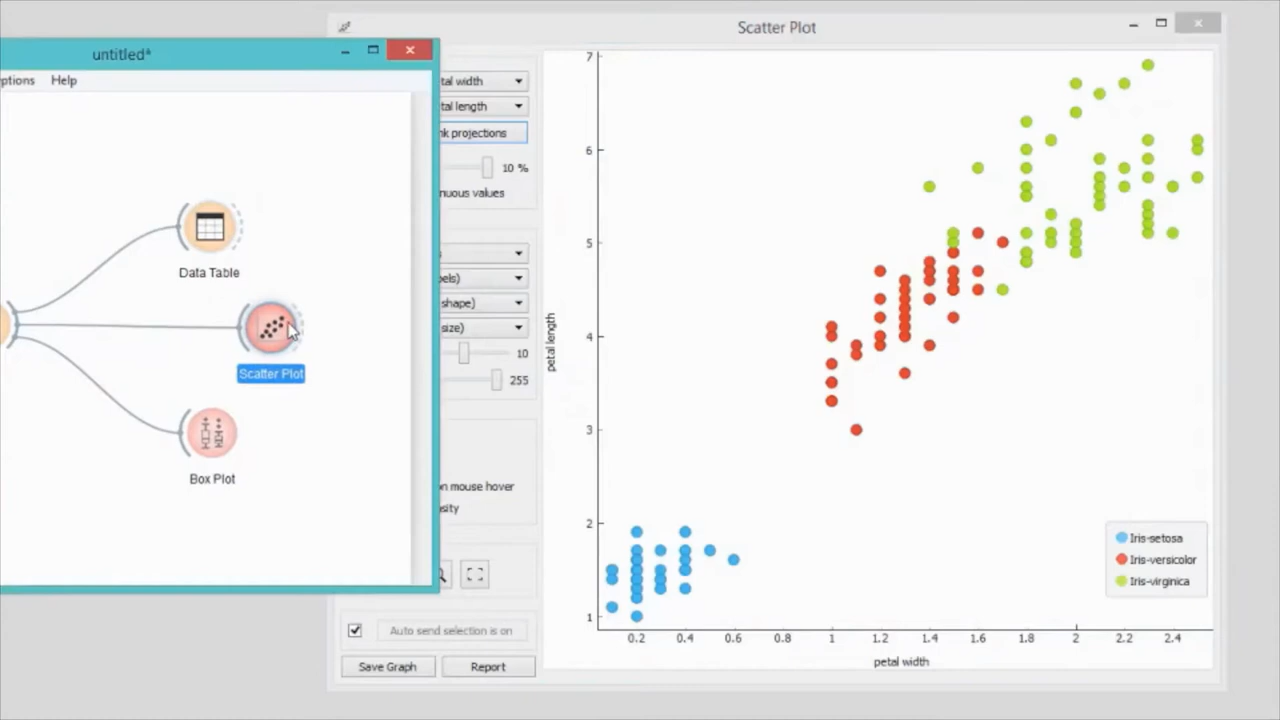 untitled*
ptions Help
Data Table
Scatter Plot
Box Plot
Scatter Plot
tal width
tal length
nk projections
10 %
nuous values
bels)
shape)
size)
10
255
on mouse hover
sity
Auto send selection is on
Save Graph Report
7
6
5
4
3
2
1
petal length
0.2 0.4 0.6 0.8 1 1.2 1.4 1.6 1.8 2 2.2 2.4
petal width
Iris-setosa
Iris-versicolor
Iris-virginica